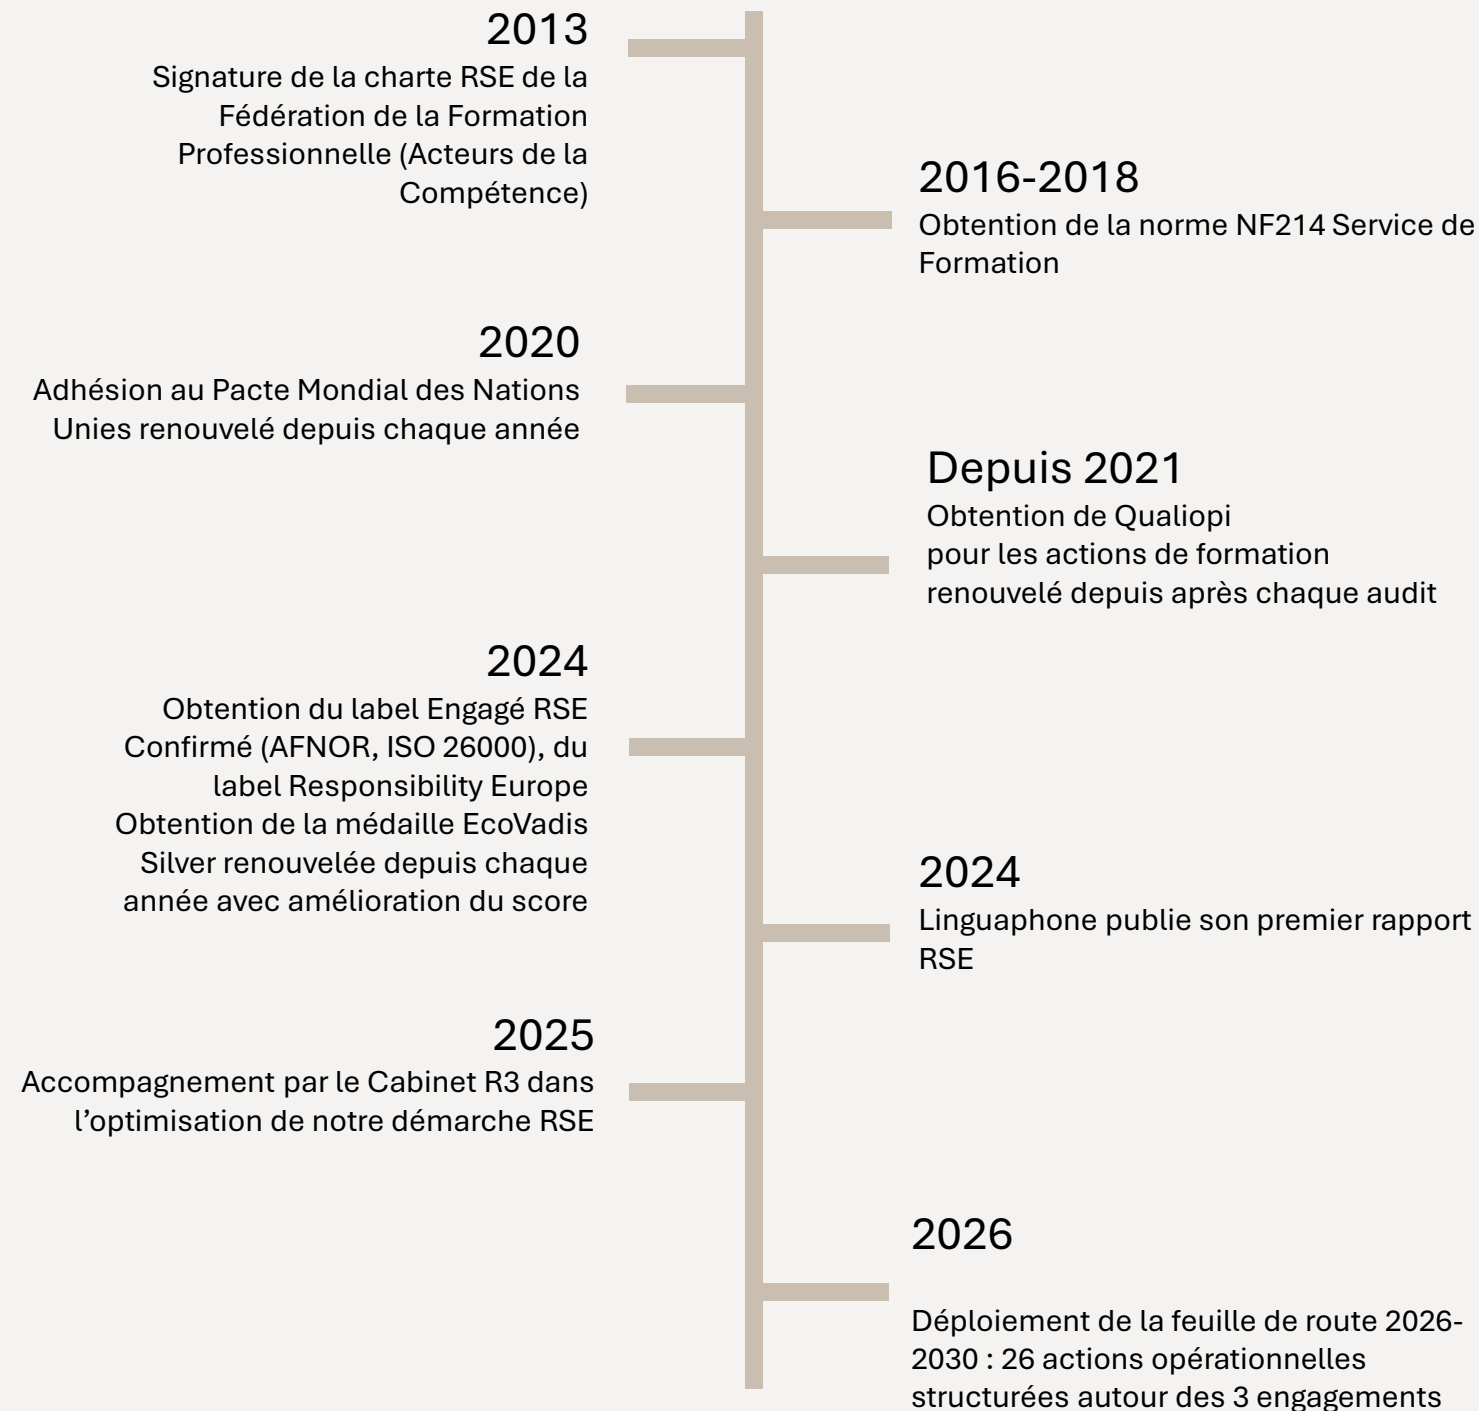 2013
Signature de la charte RSE de la
Fédération de la Formation
Professionnelle (Acteurs de la
Compétence)
2016-2018
Obtention de la norme NF214 Service de
Formation
2020
Adhésion au Pacte Mondial des Nations
Unies renouvelé depuis chaque année
Depuis 2021
Obtention de Qualiopi
pour les actions de formation
renouvelé depuis après chaque audit
2024
Obtention du label Engagé RSE
Confirmé (AFNOR, ISO 26000), du
label Responsibility Europe
Obtention de la médaille EcoVadis
Silver renouvelée depuis chaque
année avec amélioration du score
2024
Linguaphone publie son premier rapport
RSE
2025
Accompagnement par le Cabinet R3 dans
l’optimisation de notre démarche RSE
2026
Déploiement de la feuille de route 2026-
2030 : 26 actions opérationnelles
structurées autour des 3 engagements